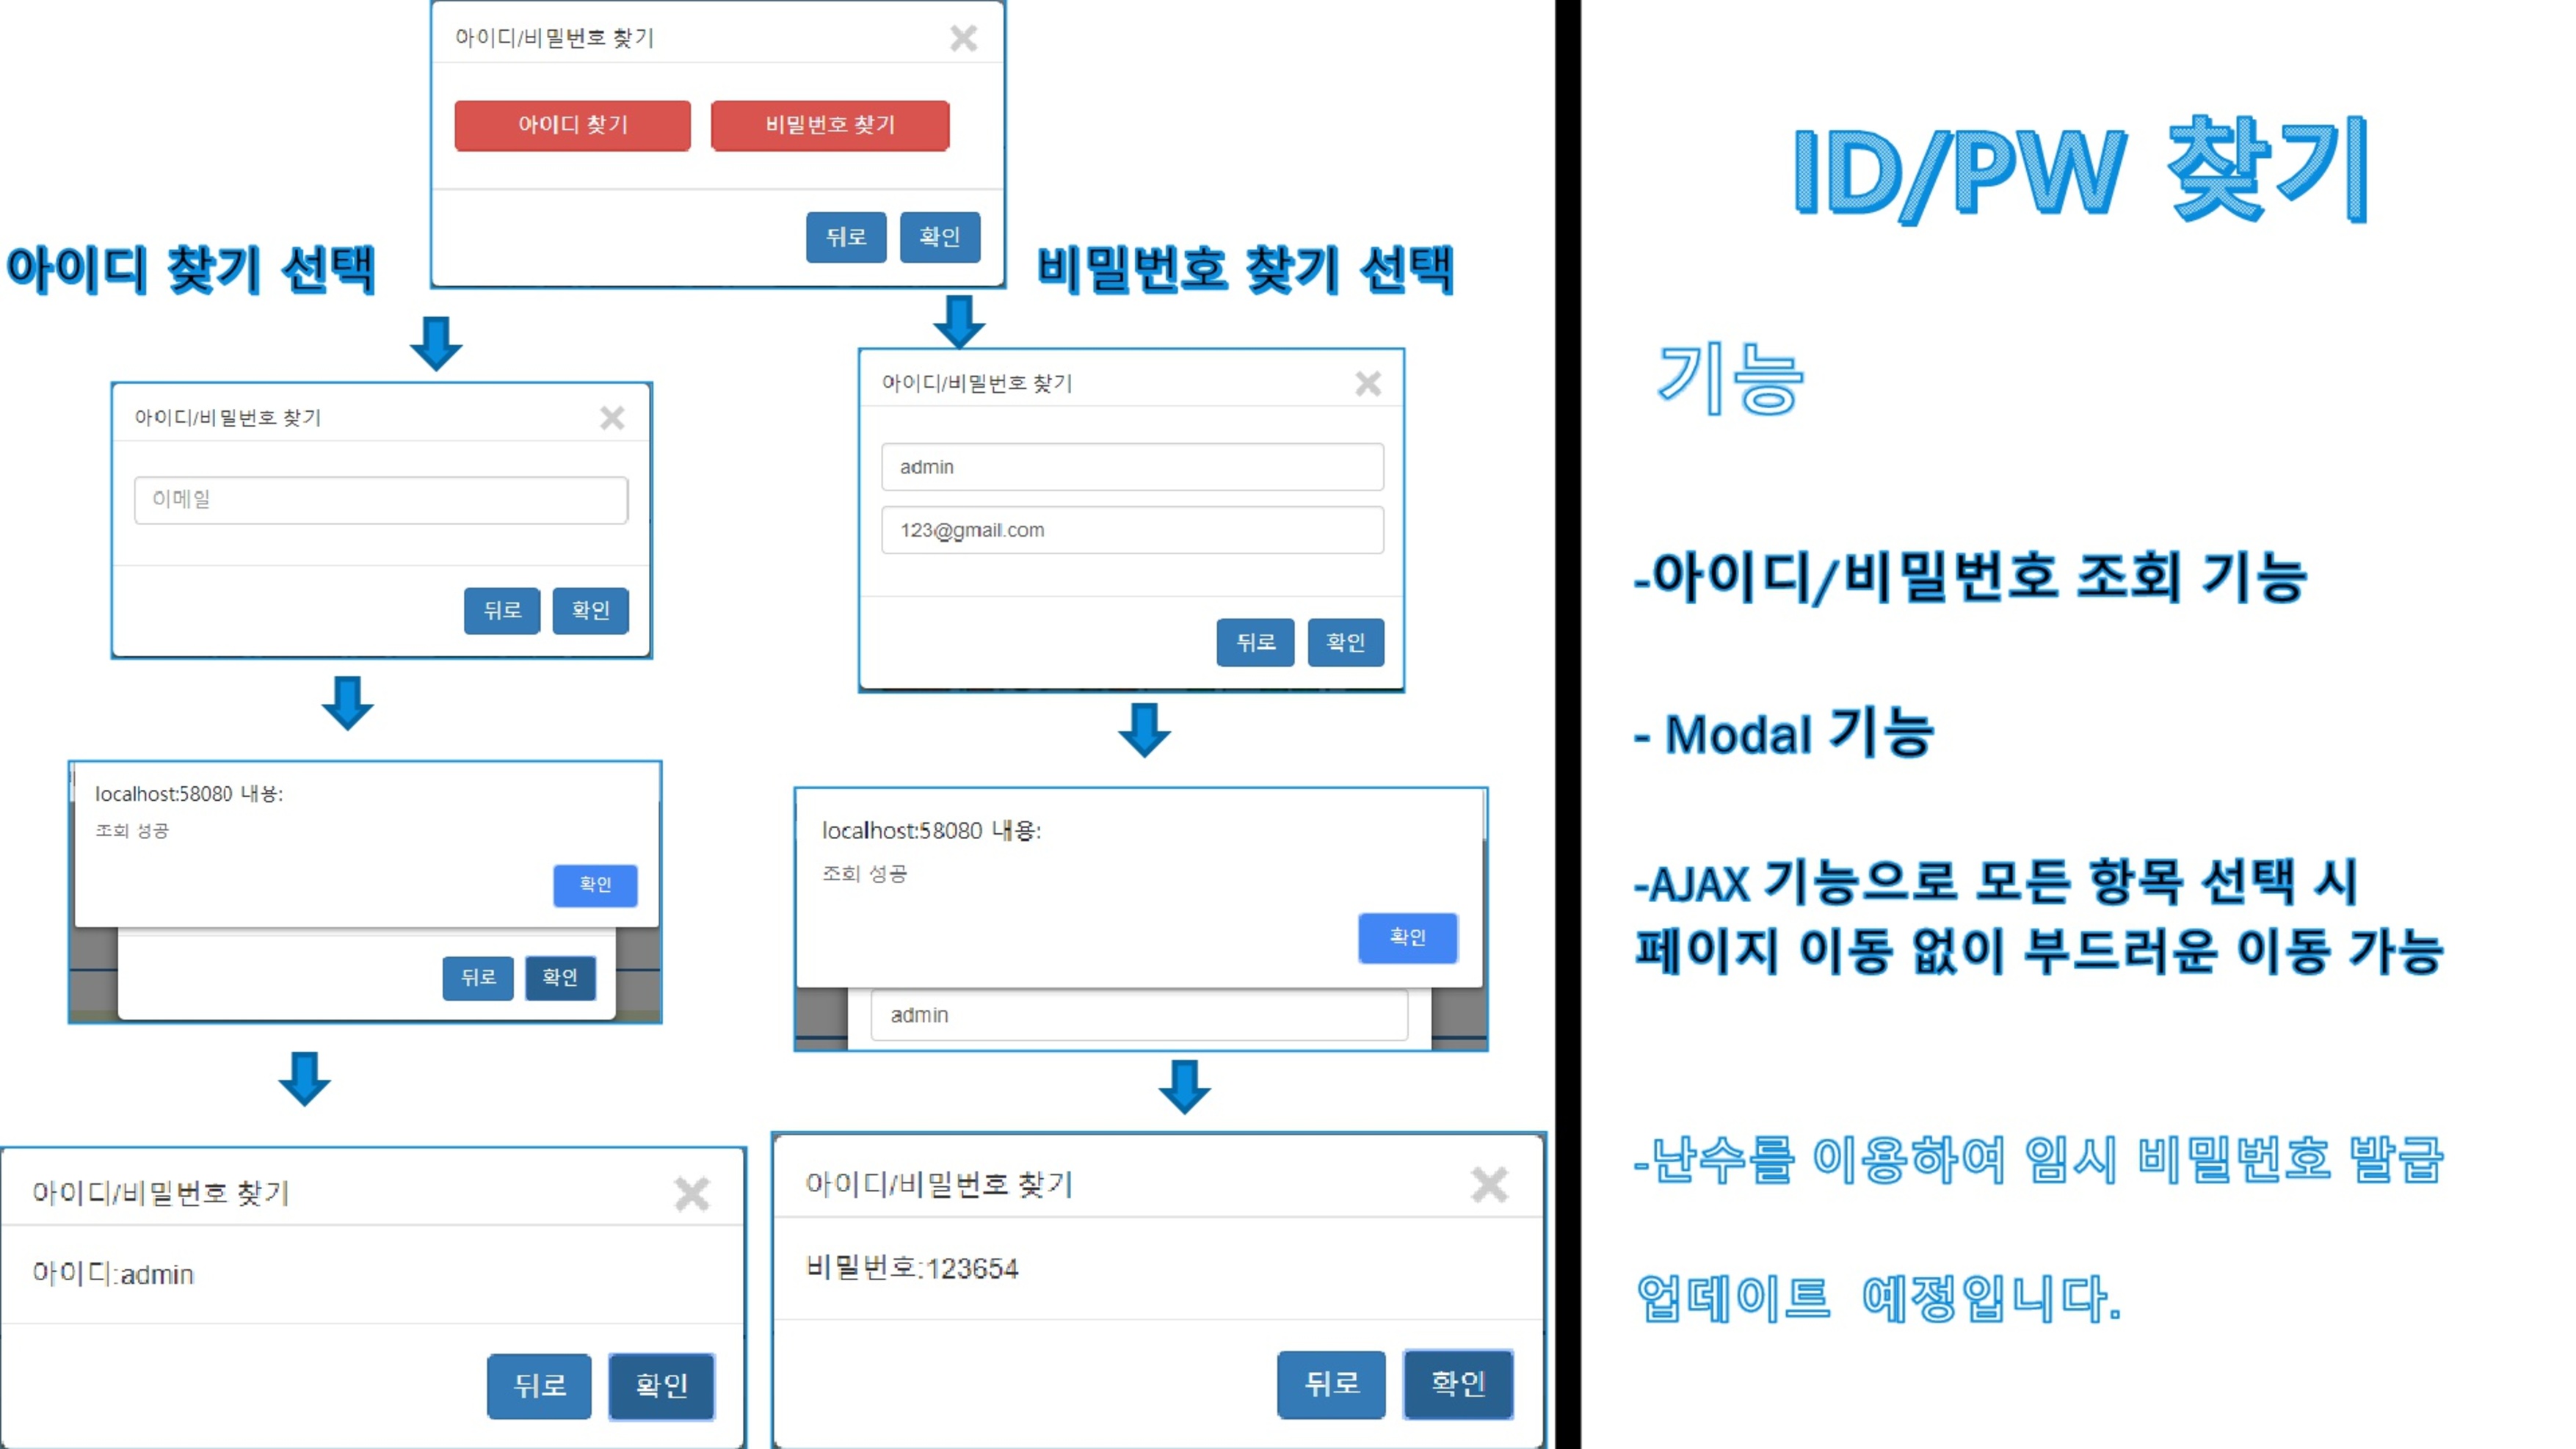 아이디/비밀번호 찾기
아이디 찾기 비밀번호 찾기
뒤로 확인
아이디 찾기 선택
비밀번호 찾기 선택
아이디/비밀번호 찾기
이메일
뒤로 확인
localhost:58080 내용:
조회 성공
확인
뒤로 확인
아이디/비밀번호 찾기
아이디:admin
뒤로 확인
아이디/비밀번호 찾기
admin
123@gmail.com
뒤로 확인
localhost:58080 내용:
조회 성공
확인
admin
아이디/비밀번호 찾기
비밀번호:123654
뒤로 확인
ID/PW 찾기
기능
-아이디/비밀번호 조회 기능
- Modal 기능
-AJAX 기능으로 모든 항목 선택 시
페이지 이동 없이 부드러운 이동 가능
-난수를 이용하여 임시 비밀번호 발급
업데이트 예정입니다.